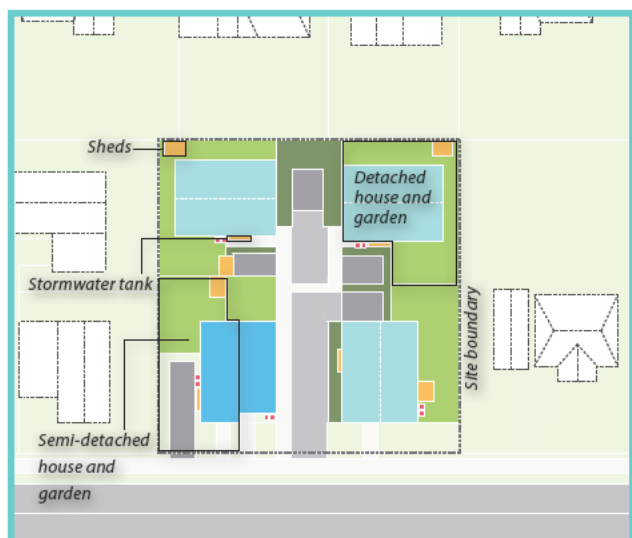 Sheds
Detached
house and
garden
Stormwater tank
Site boundary
Semi-detached
house and
garden